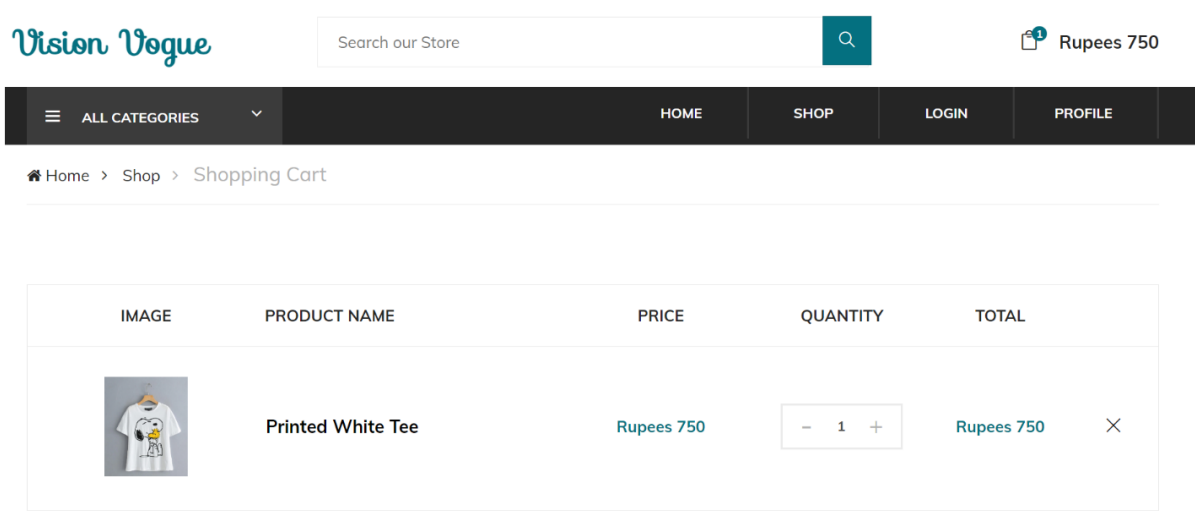 Vision Vogue
Search our Store
1
Rupees 750
ALL CATEGORIES
HOME SHOP LOGIN PROFILE
Home > Shop > Shopping Cart
IMAGE PRODUCT NAME PRICE QUANTITY TOTAL
Printed White Tee Rupees 750 - 1 + Rupees 750